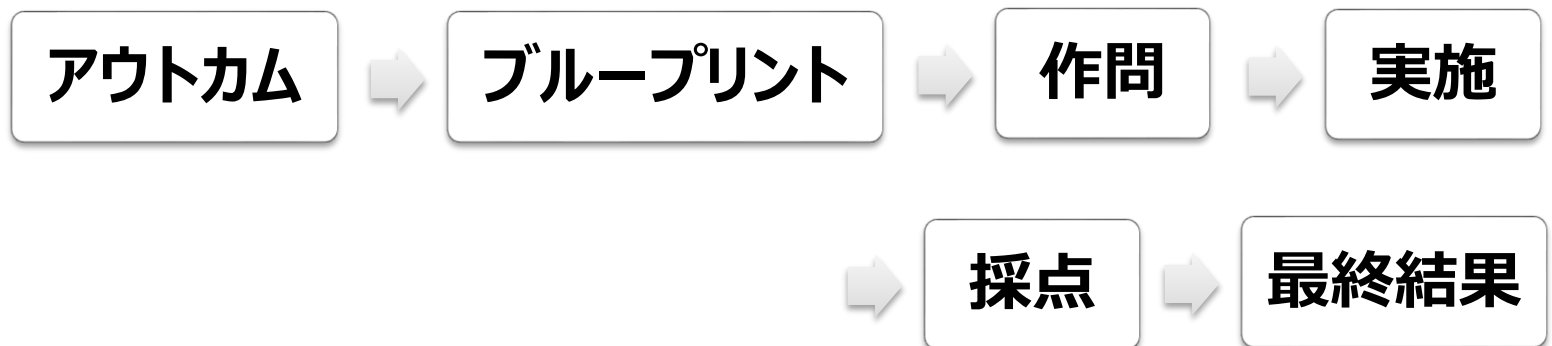 アウトカム
ブループリント
作問
実施
採点
最終結果